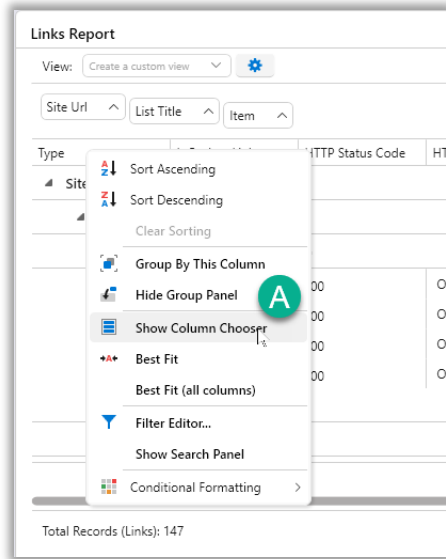 Links Report
View: Create a custom view
Site Url List Title Item
Type HTTP Status Code
Site
Sort Ascending
Sort Descending
Clear Sorting
Group By This Column
Hide Group Panel A
Show Column Chooser
Best Fit
Best Fit (all columns)
Filter Editor...
Show Search Panel
Conditional Formatting
Total Records (Links): 147